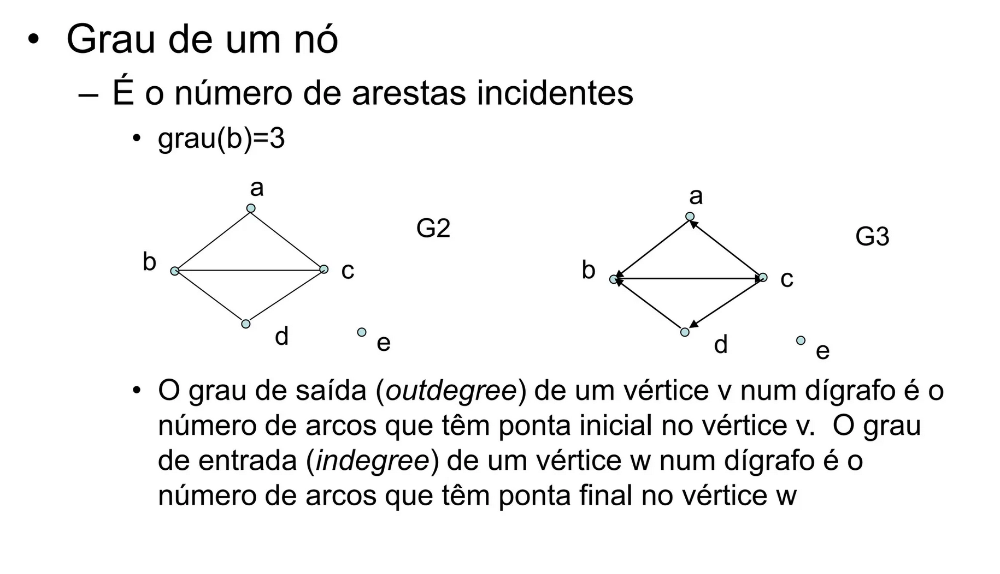 • Grau de um nó
– É o número de arestas incidentes
• grau(b)=3
a
G2
b
c
d
e
a
G3
b
c
d
e
• O grau de saída (outdegree) de um vértice v num dígrafo é o
número de arcos que têm ponta inicial no vértice v. O grau
de entrada (indegree) de um vértice w num dígrafo é o
número de arcos que têm ponta final no vértice w